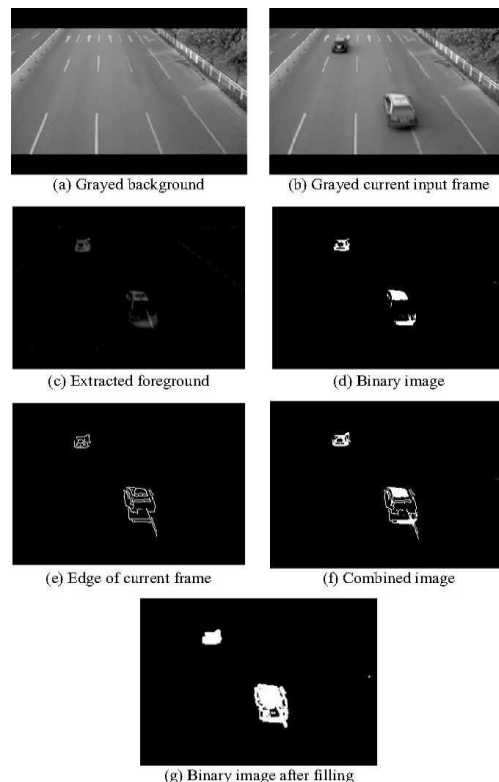 (a) Grayed background
(b) Grayed current input frame
(c) Extracted foreground
(d) Binary image
(e) Edge of current frame
(f) Combined image
(g) Binary image after filling